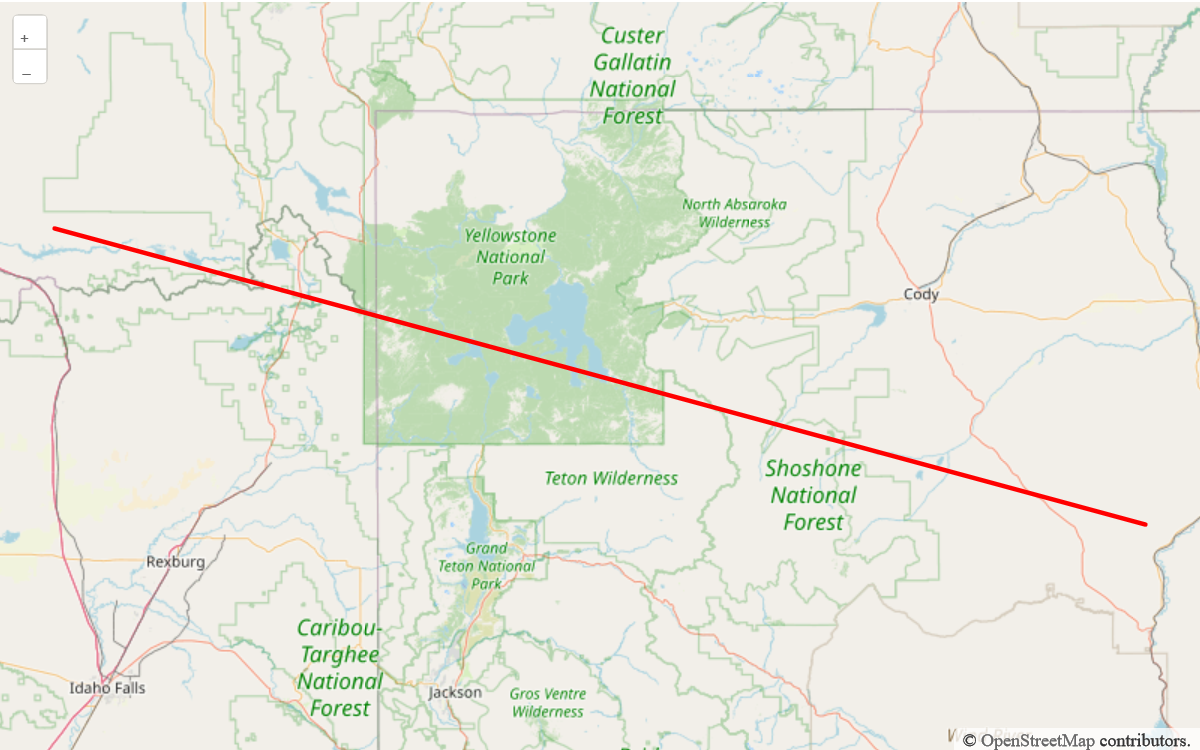 +
–
Custer
Gallatin
National
Forest
North Absaroka
Wilderness
Yellowstone
National
Park
Cody
Shoshone
National
Forest
Teton Wilderness
Grand
Teton National
Park
Rexburg
Caribou-
Targhee
National
Forest
Idaho Falls
Jackson
Gros Ventre
Wilderness
© OpenStreetMap contributors.